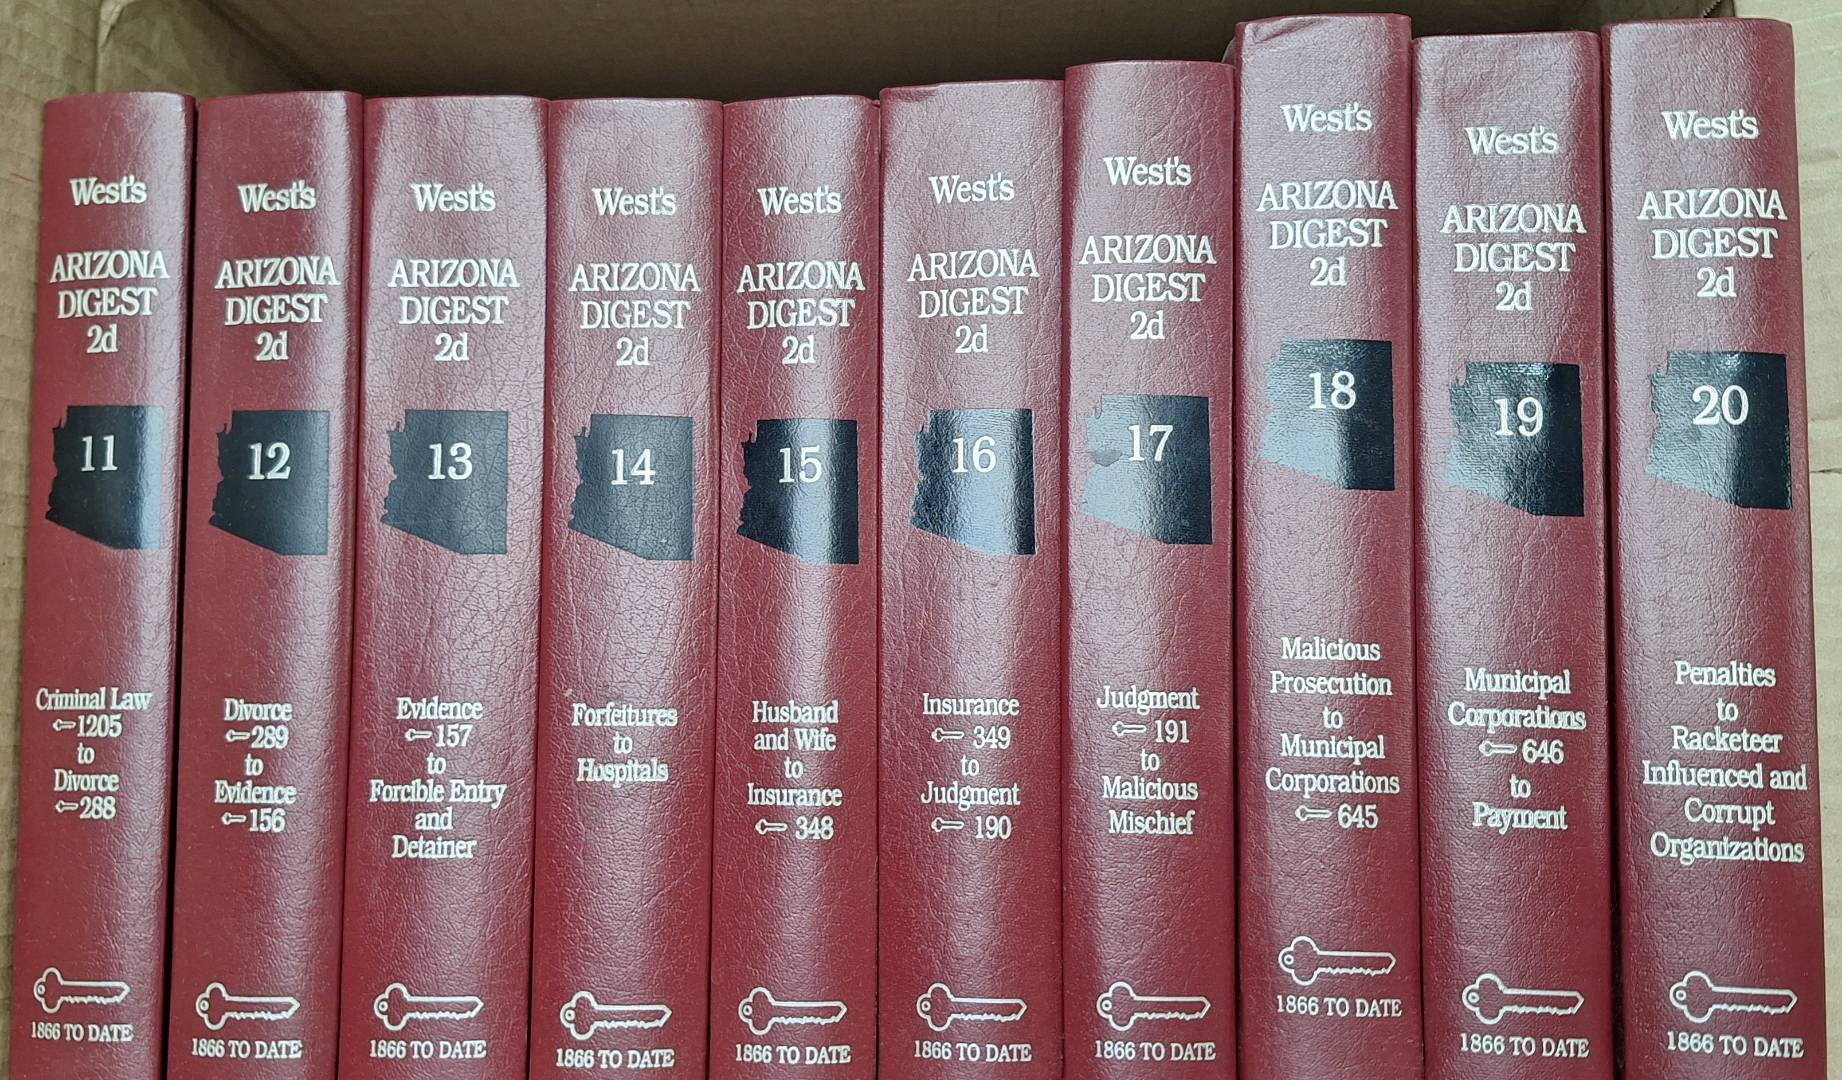 West's
ARIZONA
DIGEST
2d
11
Criminal Law
1205
to
Divorce
288
1866 TO DATE
West's
ARIZONA
DIGEST
2d
12
Divorce
289
to
Evidence
156
1866 TO DATE
West's
ARIZONA
DIGEST
2d
13
Evidence
157
to
Forcible Entry
and
Detainer
1866 TO DATE
West's
ARIZONA
DIGEST
2d
14
Forfeitures
to
Hospitals
1866 TO DATE
West's
ARIZONA
DIGEST
2d
15
Husband
and Wife
to
Insurance
348
1866 TO DATE
West's
ARIZONA
DIGEST
2d
16
Insurance
349
to
Judgment
190
1866 TO DATE
West's
ARIZONA
DIGEST
2d
17
Judgment
191
to
Malicious
Mischief
1866 TO DATE
West's
ARIZONA
DIGEST
2d
18
Malicious
Prosecution
to
Municipal
Corporations
645
1866 TO DATE
West's
ARIZONA
DIGEST
2d
19
Municipal
Corporations
646
to
Payment
1866 TO DATE
West's
ARIZONA
DIGEST
2d
20
Penalties
to
Racketeer
Influenced and
Corrupt
Organizations
1866 TO DATE